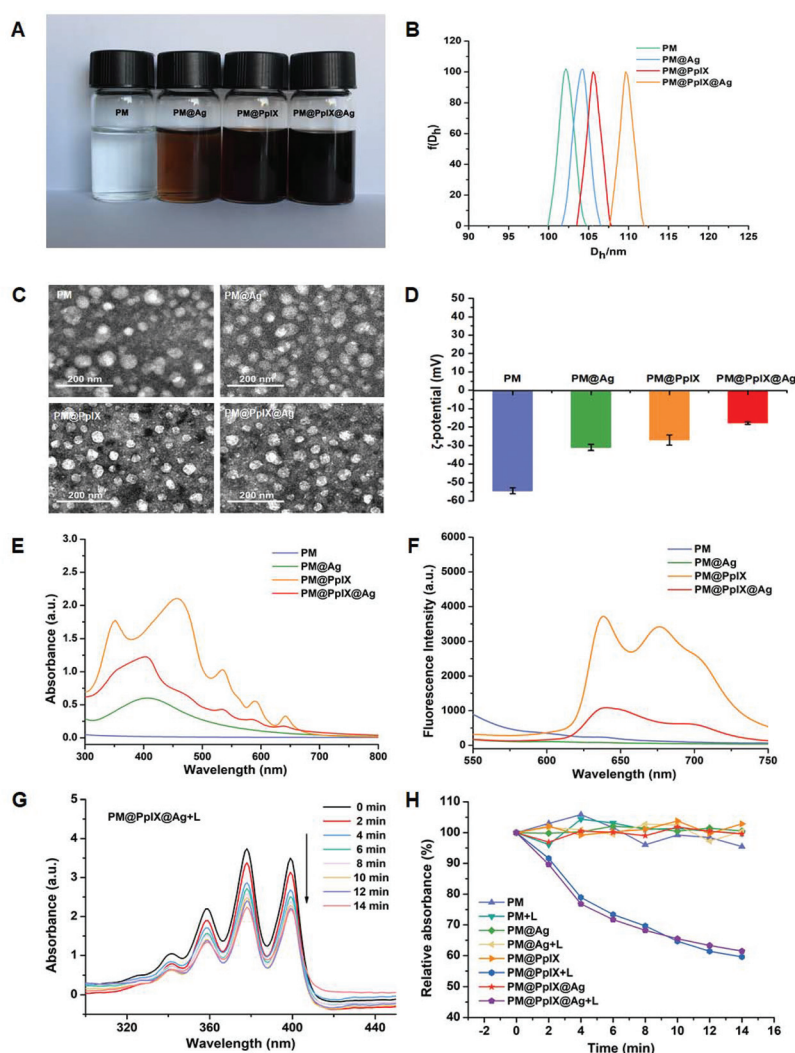 A
PM
PM@Ag
PM@PpIX
PM@PpIX@Ag
B
PM
PM@Ag
PM@PpIX
PM@PpIX@Ag
f(Dh)
120
100
80
60
40
20
0
90 95 100 105 110 115 120 125
Dh/nm
C
PM
200 nm
PM@Ag
200 nm
PM@PpIX
200 nm
PM@PpIX@Ag
200 nm
D
ζ-potential (mV)
50
40
30
20
10
0
-10
-20
-30
-40
-50
-60
PM PM@Ag PM@PpIX PM@PpIX@Ag
E
PM
PM@Ag
PM@PpIX
PM@PpIX@Ag
Absorbance (a.u.)
3.0
2.5
2.0
1.5
1.0
0.5
0.0
300 400 500 600 700 800
Wavelength (nm)
F
PM
PM@Ag
PM@PpIX
PM@PpIX@Ag
Fluorescence Intensity (a.u.)
6000
5000
4000
3000
2000
1000
0
550 600 650 700 750
Wavelength (nm)
G
PM@PpIX@Ag+L
0 min
2 min
4 min
6 min
8 min
10 min
12 min
14 min
Absorbance (a.u.)
5
4
3
2
1
0
320 360 400 440
Wavelength (nm)
H
Relative absorbance (%)
110
105
100
95
90
85
80
75
70
65
60
55
50
45
40
PM
PM+L
PM@Ag
PM@Ag+L
PM@PpIX
PM@PpIX+L
PM@PpIX@Ag
PM@PpIX@Ag+L
-2 0 2 4 6 8 10 12 14 16
Time (min)